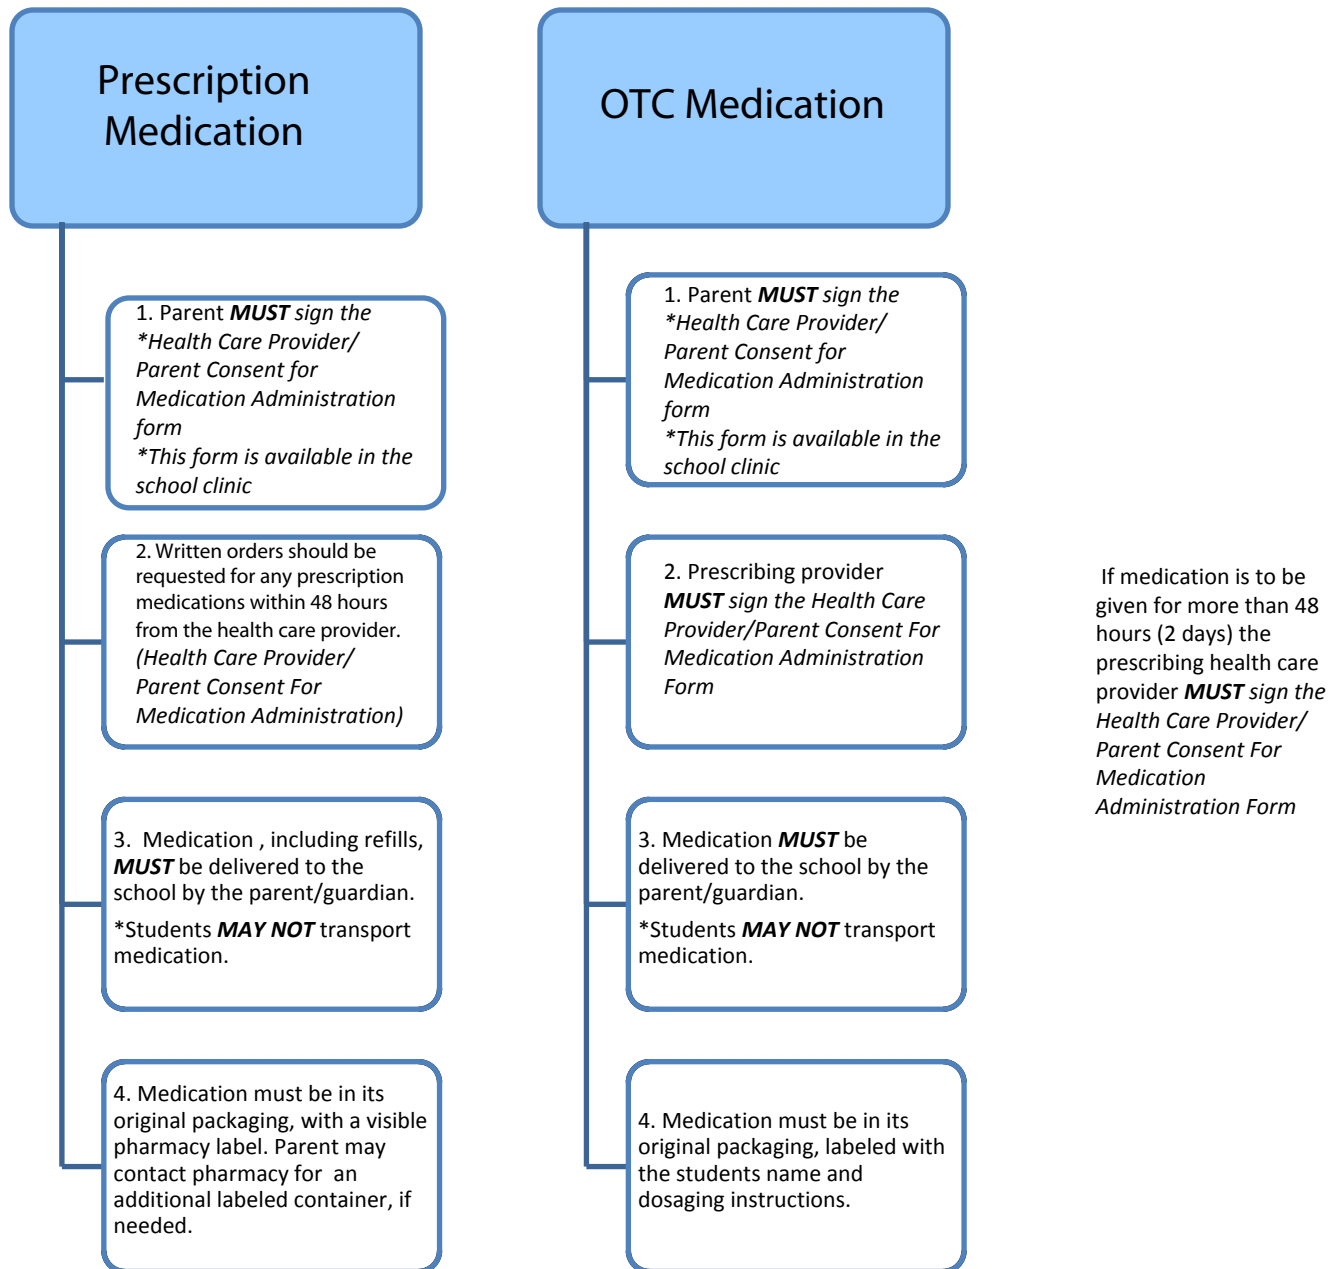 Prescription
Medication
1. Parent MUST sign the
*Health Care Provider/
Parent Consent for
Medication Administration
form
*This form is available in the
school clinic
2. Written orders should be
requested for any prescription
medications within 48 hours
from the health care provider.
(Health Care Provider/
Parent Consent For
Medication Administration)
3.  Medication , including refills,
MUST be delivered to the
school by the parent/guardian.
*Students MAY NOT transport
medication.
4. Medication must be in its
original packaging, with a visible
pharmacy label. Parent may
contact pharmacy for  an
additional labeled container, if
needed.
OTC Medication
1. Parent MUST sign the
*Health Care Provider/
Parent Consent for
Medication Administration
form
*This form is available in the
school clinic
2. Prescribing provider
MUST sign the Health Care
Provider/Parent Consent For
Medication Administration
Form
3. Medication MUST be
delivered to the school by the
parent/guardian.
*Students MAY NOT transport
medication.
4. Medication must be in its
original packaging, labeled with
the students name and
dosaging instructions.
If medication is to be
given for more than 48
hours (2 days) the
prescribing health care
provider MUST sign the
Health Care Provider/
Parent Consent For
Medication
Administration Form